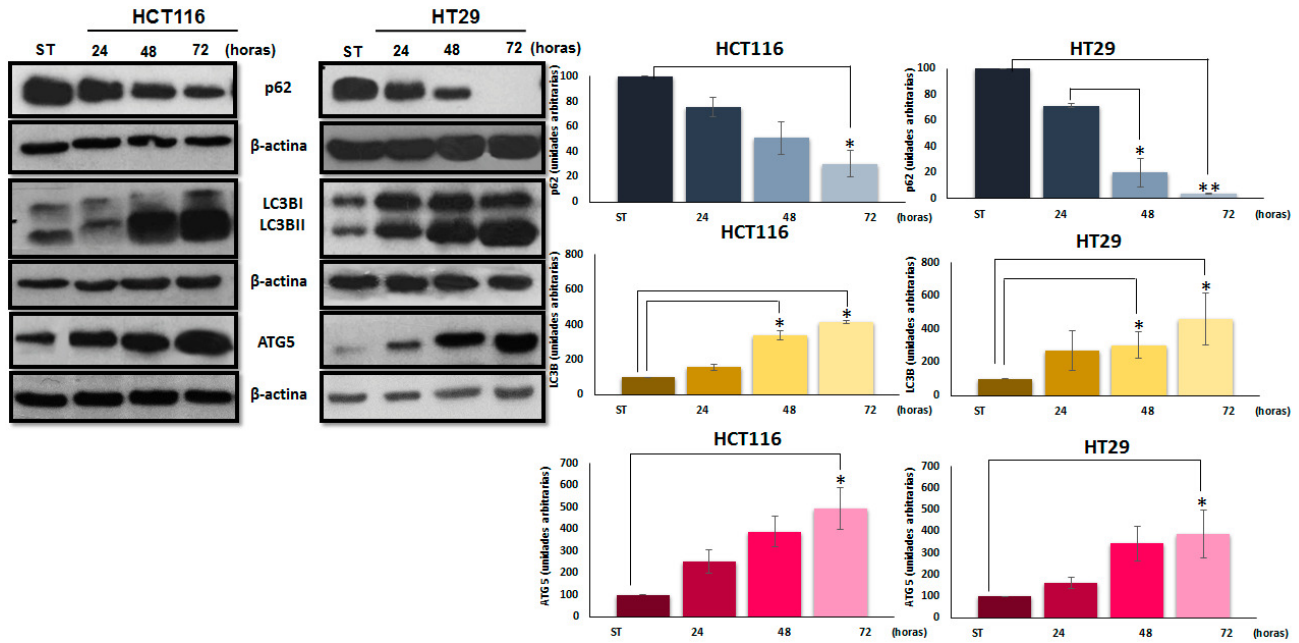 HCT116
ST 24 48 72 (horas)
p62
β-actina
LC3BI
LC3BII
β-actina
ATG5
β-actina
HT29
ST 24 48 72 (horas)
HCT116
p62 (unidades arbitrarias)
100
80
60
40
20
0
*
ST 24 48 72 (horas)
HT29
p62 (uidades arbitrarias)
100
80
60
40
20
0
*
**
ST 24 48 72 (horas)
HCT116
LC3B (unidades arbitrarias)
800
600
400
200
0
* *
ST 24 48 72 (horas)
HT29
LC3B (unidades arbitrarias)
800
600
400
200
0
* *
ST 24 48 72 (horas)
HCT116
ATG5 (unidades arbitrarias)
700
600
500
400
300
200
100
0
*
ST 24 48 72 (horas)
HT29
ATG5 (unidades arbitrarias)
700
600
500
400
300
200
100
0
*
ST 24 48 72 (horas)